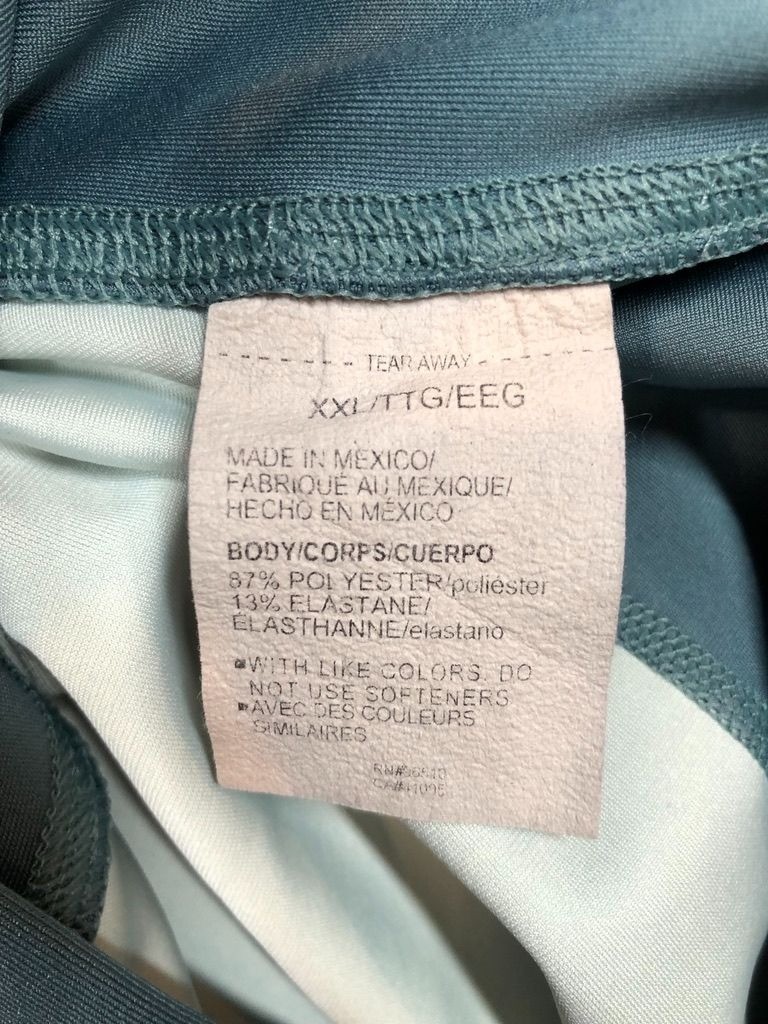 TEAR AWAY
XXL/TTG/EEG
MADE IN MEXICO/
FABRIQUÉ AU MEXIQUE/
HECHO EN MÉXICO
BODY/CORPS/CUERPO
87% POLYESTER/poliéster
13% ELASTANE/
ÉLASTHANNE/elastano
▪WITH LIKE COLORS. DO
NOT USE SOFTENERS
▪AVEC DES COULEURS
SIMILAIRES